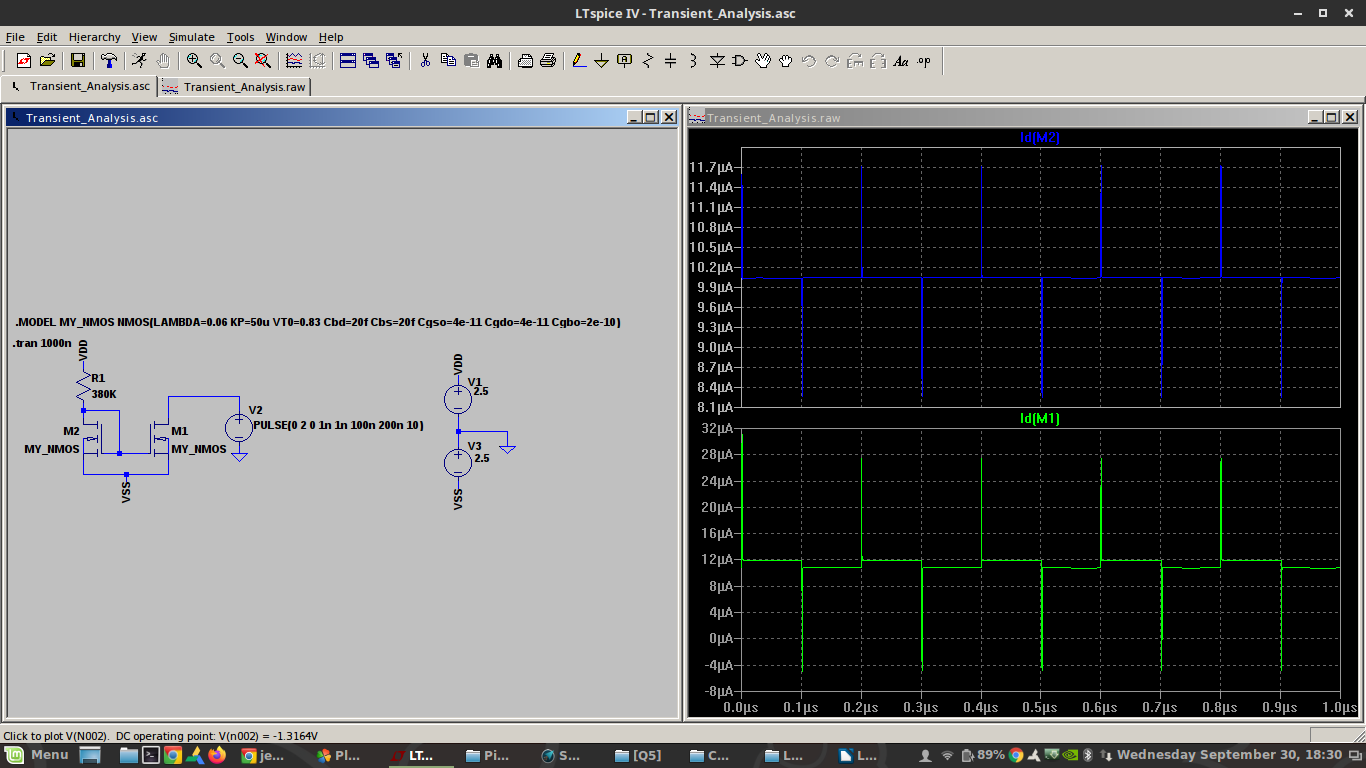 LTspice IV - Transient_Analysis.asc
File Edit Hierarchy View Simulate Tools Window Help
Aa .op
Transient_Analysis.asc Transient_Analysis.raw
Transient_Analysis.asc
.MODEL MY_NMOS NMOS(LAMBDA=0.06 KP=50u VT0=0.83 Cbd=20f Cbs=20f Cgso=4e-11 Cgdo=4e-11 Cgbo=2e-10)
.tran 1000n
VDD
R1
380K
M2
MY_NMOS
M1
MY_NMOS
VSS
V2
PULSE(0 2 0 1n 1n 100n 200n 10)
VDD
V1
2.5
V3
2.5
VSS
Transient_Analysis.raw
Id(M2)
11.7µA
11.4µA
11.1µA
10.8µA
10.5µA
10.2µA
9.9µA
9.6µA
9.3µA
9.0µA
8.7µA
8.4µA
8.1µA
Id(M1)
32µA
28µA
24µA
20µA
16µA
12µA
8µA
4µA
0µA
-4µA
-8µA
0.0µs 0.1µs 0.2µs 0.3µs 0.4µs 0.5µs 0.6µs 0.7µs 0.8µs 0.9µs 1.0µs
Click to plot V(N002). DC operating point: V(n002) = -1.3164V
Menu je... Pl... LT... Pi... S... [Q5] C... L... L... 89% Wednesday September 30, 18:30